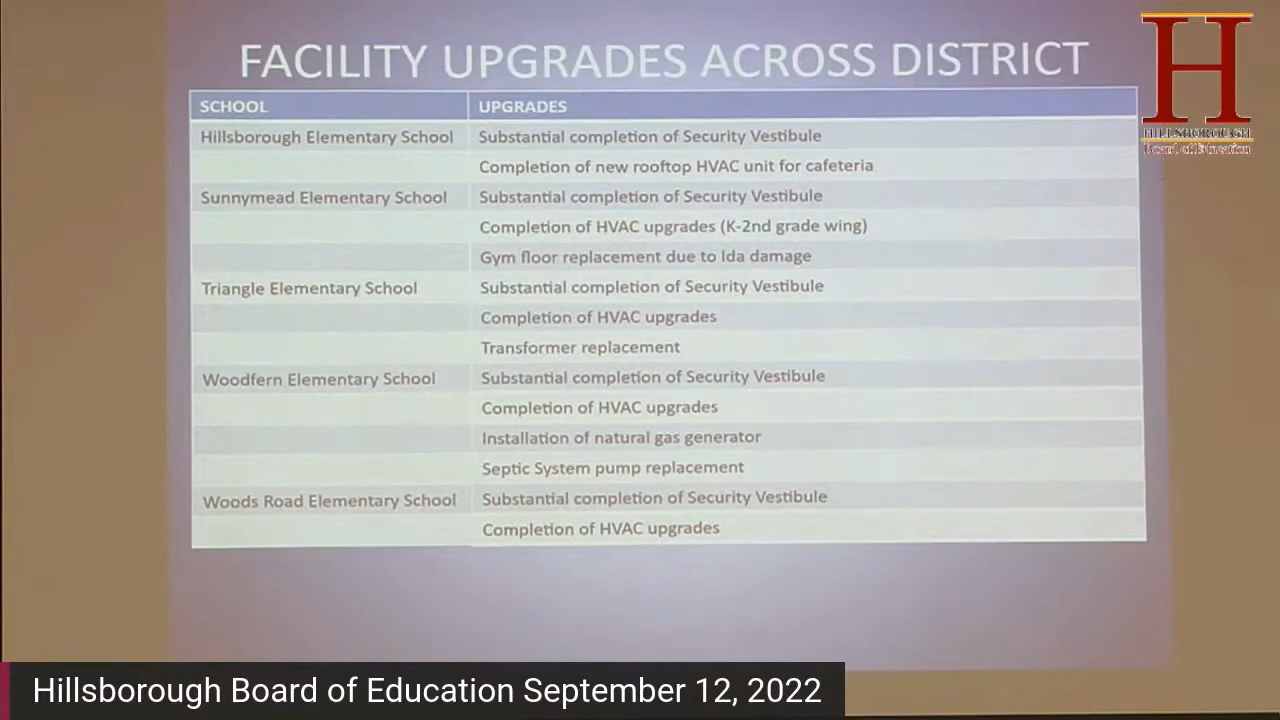 FACILITY UPGRADES ACROSS DISTRICT
H
HILLSBOROUGH
Board of Education
SCHOOL UPGRADES
Hillsborough Elementary School Substantial completion of Security Vestibule
Completion of new rooftop HVAC unit for cafeteria
Sunnymead Elementary School Substantial completion of Security Vestibule
Completion of HVAC upgrades (K-2nd grade wing)
Gym floor replacement due to Ida damage
Triangle Elementary School Substantial completion of Security Vestibule
Completion of HVAC upgrades
Transformer replacement
Woodfern Elementary School Substantial completion of Security Vestibule
Completion of HVAC upgrades
Installation of natural gas generator
Septic System pump replacement
Woods Road Elementary School Substantial completion of Security Vestibule
Completion of HVAC upgrades
Hillsborough Board of Education September 12, 2022